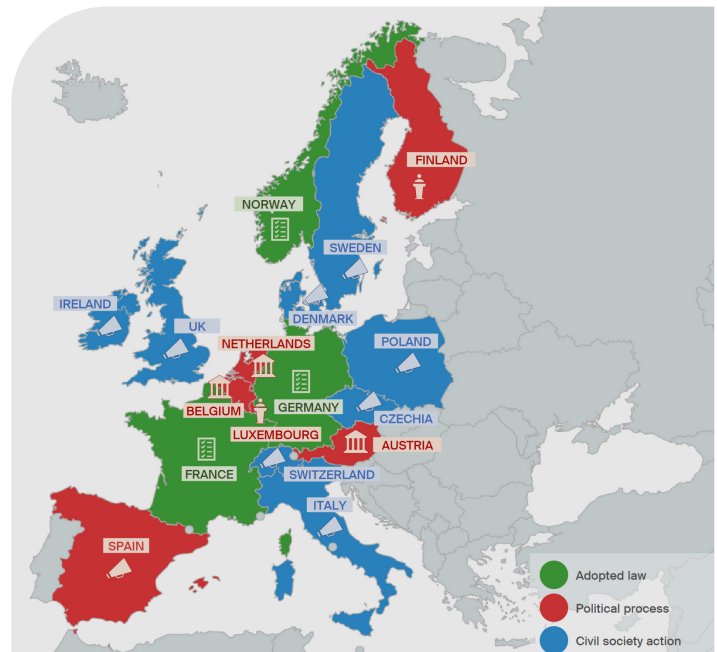 FINLAND
NORWAY
SWEDEN
IRELAND
DENMARK
UK
NETHERLANDS
POLAND
BELGIUM
GERMANY
CZECHIA
LUXEMBOURG
AUSTRIA
FRANCE
SWITZERLAND
ITALY
SPAIN
Adopted law
Political process
Civil society action